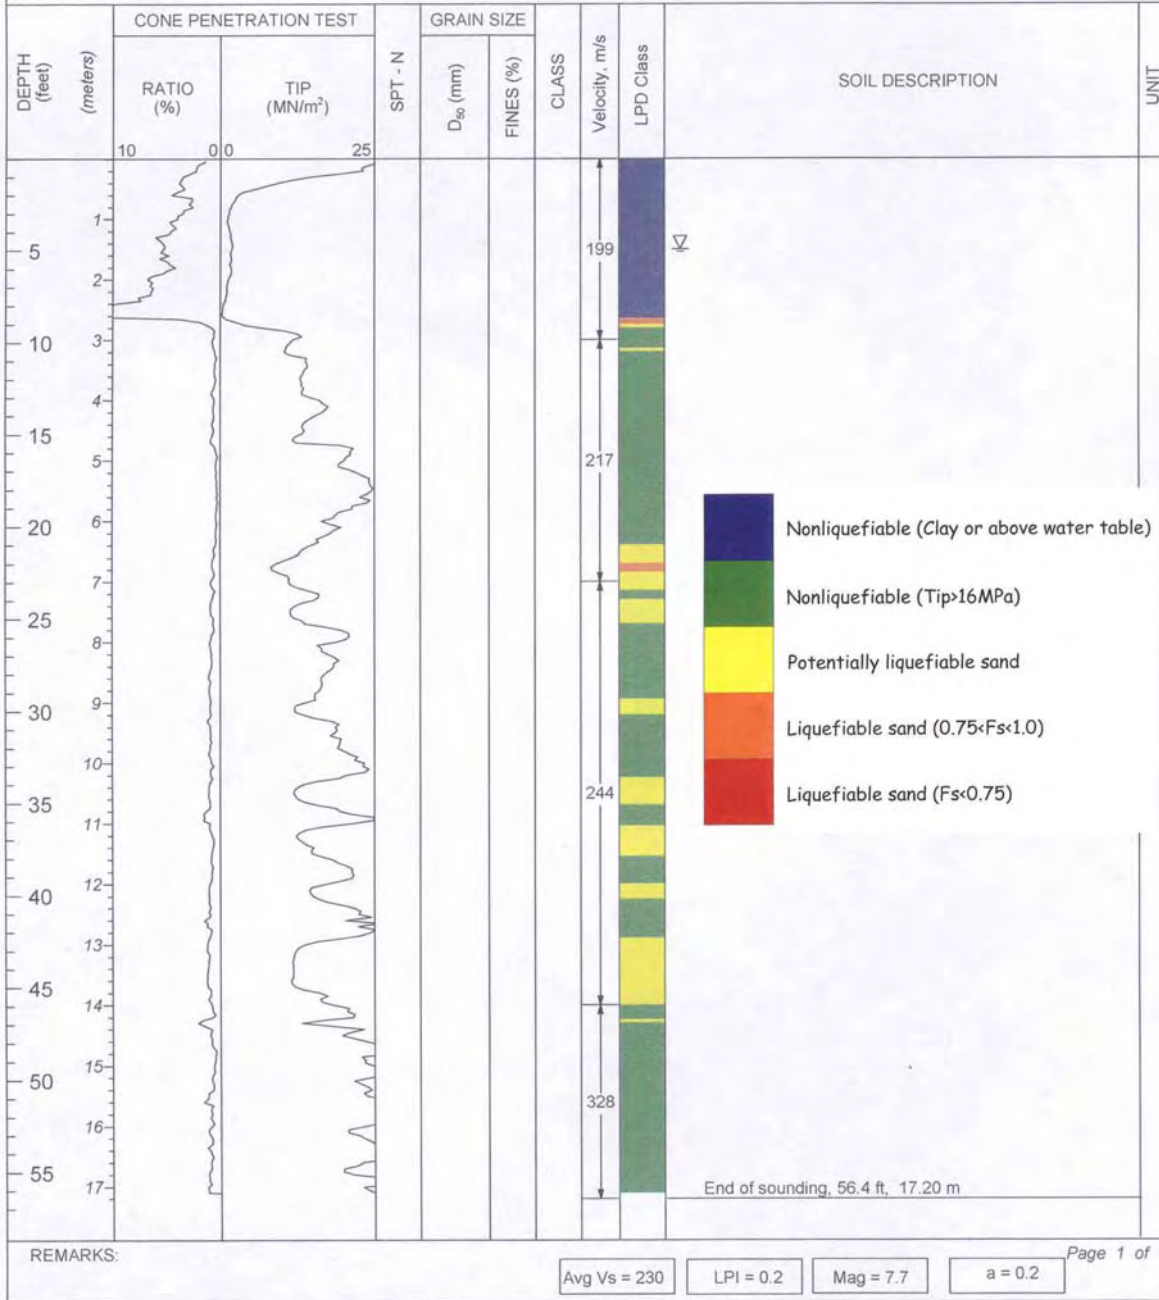 CONE PENETRATION TEST
GRAIN SIZE
DEPTH
(feet)
(meters)
RATIO
(%)
TIP
(MN/m²)
SPT - N
D₅₀ (mm)
FINES (%)
CLASS
Velocity, m/s
LPD Class
SOIL DESCRIPTION
UNIT
10
0
0
25
1
5
199
2
10
3
4
15
5
217
20
6
7
25
8
30
9
10
35
244
11
12
40
13
45
14
15
50
328
16
55
17
Nonliquefiable (Clay or above water table)
Nonliquefiable (Tip>16MPa)
Potentially liquefiable sand
Liquefiable sand (0.75<Fs<1.0)
Liquefiable sand (Fs<0.75)
End of sounding, 56.4 ft, 17.20 m
REMARKS:
Page 1 of
Avg Vs = 230
LPI = 0.2
Mag = 7.7
a = 0.2